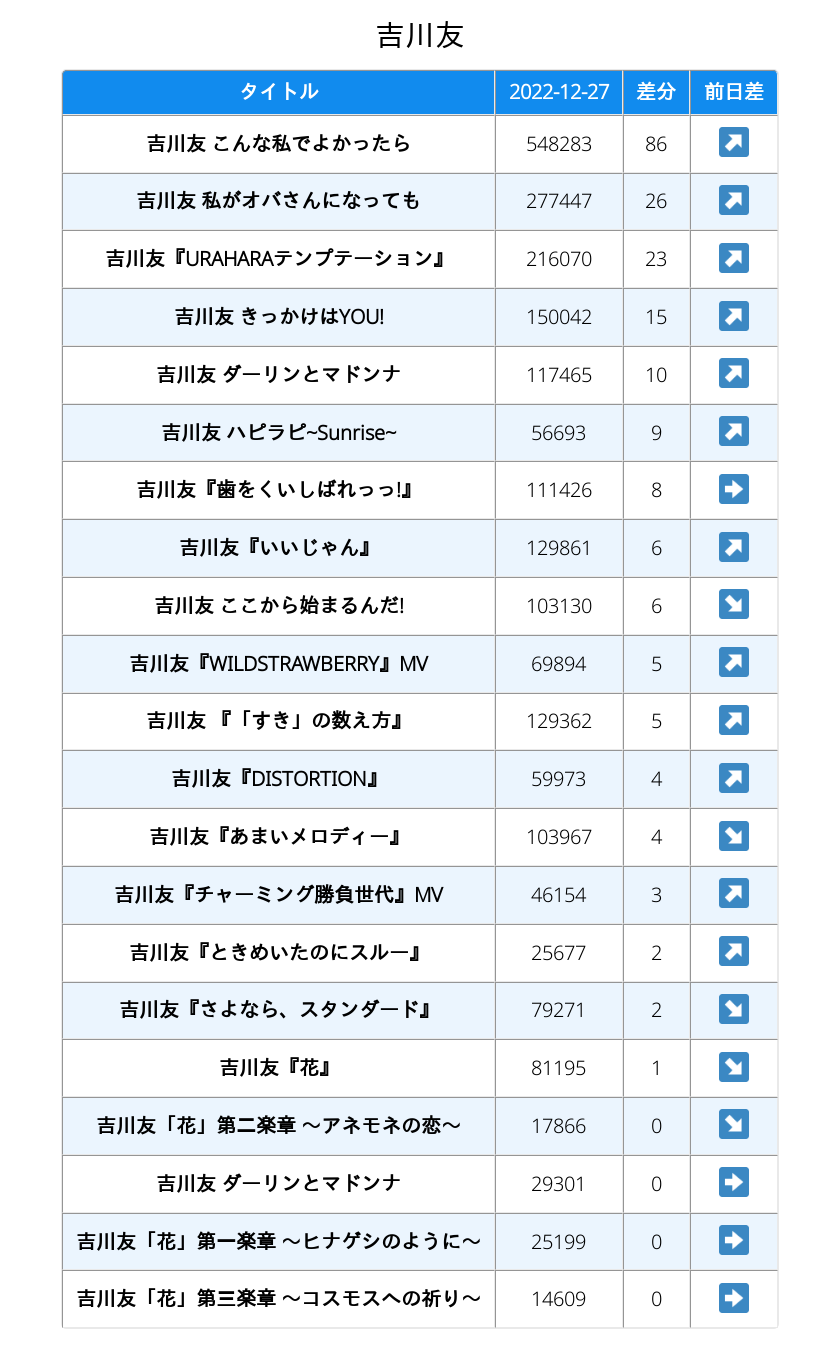 吉川友
タイトル 2022-12-27 差分 前日差
吉川友 こんな私でよかったら 548283 86
吉川友 私がオバさんになっても 277447 26
吉川友『URAHARAテンプテーション』 216070 23
吉川友 きっかけはYOU! 150042 15
吉川友 ダーリンとマドンナ 117465 10
吉川友 ハピラピ~Sunrise~ 56693 9
吉川友『歯をくいしばれっっ!』 111426 8
吉川友『いいじゃん』 129861 6
吉川友 ここから始まるんだ! 103130 6
吉川友『WILDSTRAWBERRY』MV 69894 5
吉川友 『「すき」の数え方』 129362 5
吉川友『DISTORTION』 59973 4
吉川友『あまいメロディー』 103967 4
吉川友『チャーミング勝負世代』MV 46154 3
吉川友『ときめいたのにスルー』 25677 2
吉川友『さよなら、スタンダード』 79271 2
吉川友『花』 81195 1
吉川友「花」第二楽章 ～アネモネの恋～ 17866 0
吉川友 ダーリンとマドンナ 29301 0
吉川友「花」第一楽章 ～ヒナゲシのように～ 25199 0
吉川友「花」第三楽章 ～コスモスへの祈り～ 14609 0